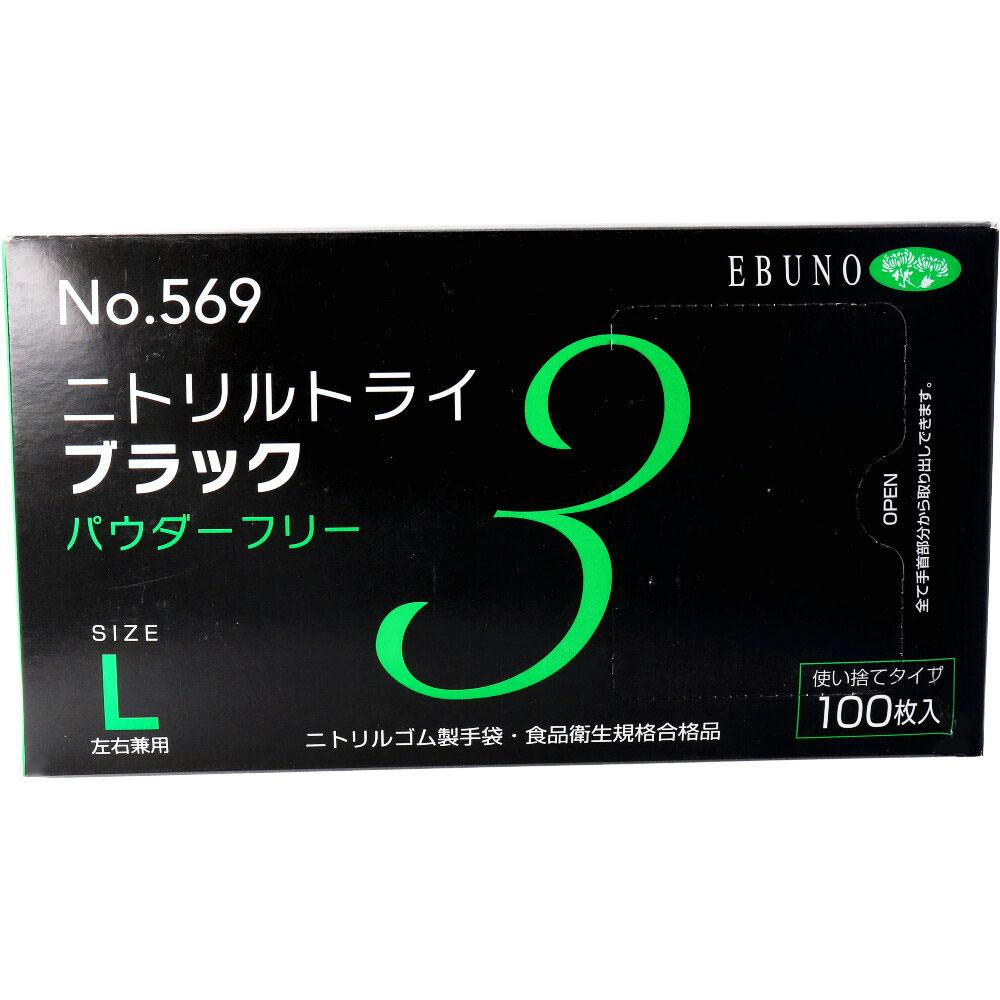 No.569
EBUNO
ニトリルトライ
ブラック
パウダーフリー
3
OPEN
全て手首部分から取り出しできます。
SIZE
L
左右兼用
ニトリルゴム製手袋・食品衛生規格合格品
使い捨てタイプ
100枚入